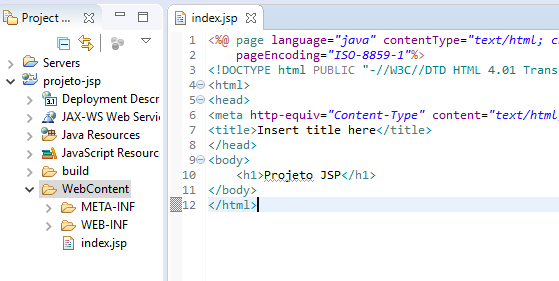 Project ...
Servers
projeto-jsp
Deployment Descr
JAX-WS Web Servic
Java Resources
JavaScript Resourc
build
WebContent
META-INF
WEB-INF
index.jsp
index.jsp
1 <%@ page language="java" contentType="text/html; c
2 pageEncoding="ISO-8859-1"%>
3 <!DOCTYPE html PUBLIC "-//W3C//DTD HTML 4.01 Trans
4 <html>
5 <head>
6 <meta http-equiv="Content-Type" content="text/html
7 <title>Insert title here</title>
8 </head>
9 <body>
10 <h1>Projeto JSP</h1>
11 </body>
12 </html>